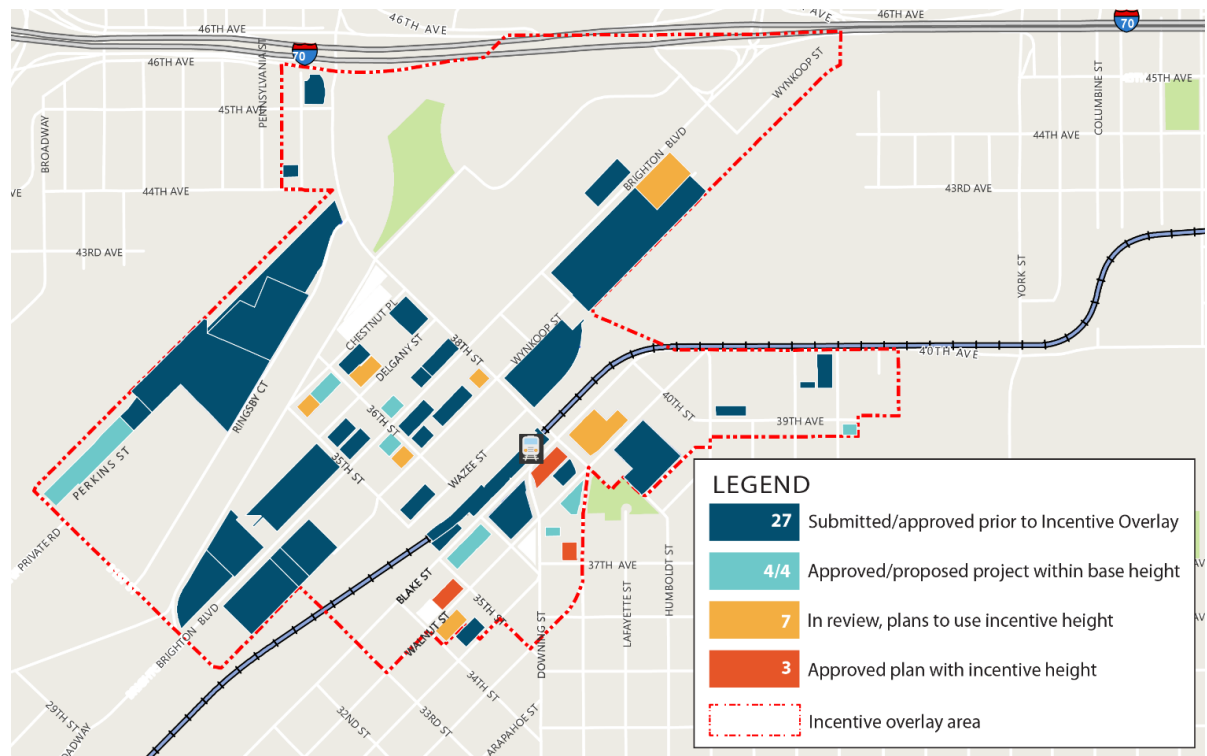 46TH AVE
46TH AVE
AVE
46TH AVE
70
70
46TH AVE
PENNSYLVANIA ST
WYNKOOP ST
COLUMBINE ST
45TH AVE
45TH AVE
BROADWAY
44TH AVE
BRIGHTON BLVD
44TH AVE
VE
43RD AVE
43RD AVE
YORK ST
CHESTNUT PL
DELGANY ST
38TH ST
WYNKOOP ST
40TH AVE
RINGSBY CT
36TH ST
40TH ST
39TH AVE
35TH ST
WAZEE ST
PERKINS ST
PRIVATE RD
37TH AVE
BLAKE ST
35TH ST
WALNUT ST
DOWNING ST
LAFAYETTE ST
HUMBOLDT ST
BRIGHTON BLVD
34TH ST
33RD ST
32ND ST
ARAPAHOE ST
29TH ST
OADWAY
LEGEND
27 Submitted/approved prior to Incentive Overlay
4/4 Approved/proposed project within base height
7 In review, plans to use incentive height
3 Approved plan with incentive height
Incentive overlay area